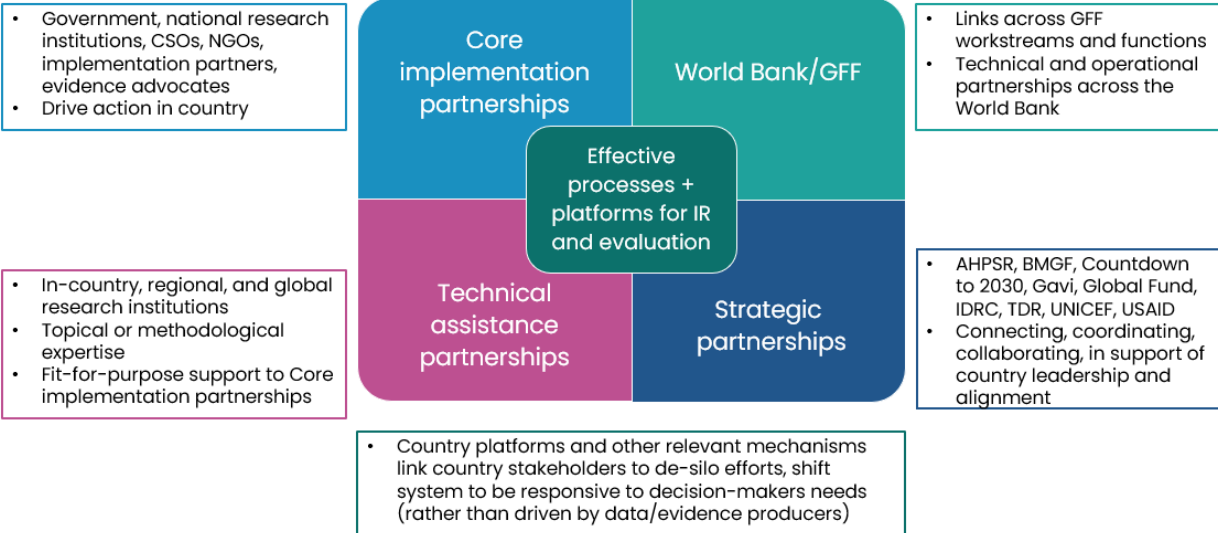 • Government, national research
institutions, CSOs, NGOs,
implementation partners,
evidence advocates
• Drive action in country
Core
implementation
partnerships
World Bank/GFF
• Links across GFF
workstreams and functions
• Technical and operational
partnerships across the
World Bank
Effective
processes +
platforms for IR
and evaluation
• In-country, regional, and global
research institutions
• Topical or methodological
expertise
• Fit-for-purpose support to Core
implementation partnerships
Technical
assistance
partnerships
Strategic
partnerships
• AHPSR, BMGF, Countdown
to 2030, Gavi, Global Fund,
IDRC, TDR, UNICEF, USAID
• Connecting, coordinating,
collaborating, in support of
country leadership and
alignment
• Country platforms and other relevant mechanisms
link country stakeholders to de-silo efforts, shift
system to be responsive to decision-makers needs
(rather than driven by data/evidence producers)